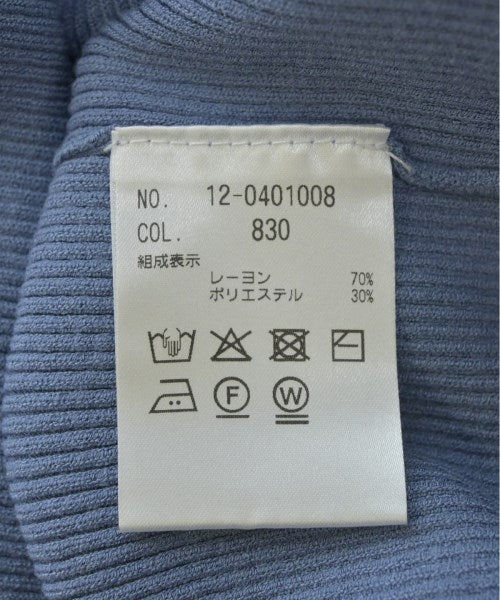 NO. 12-0401008
COL. 830
組成表示
レーヨン 70%
ポリエステル 30%
F W